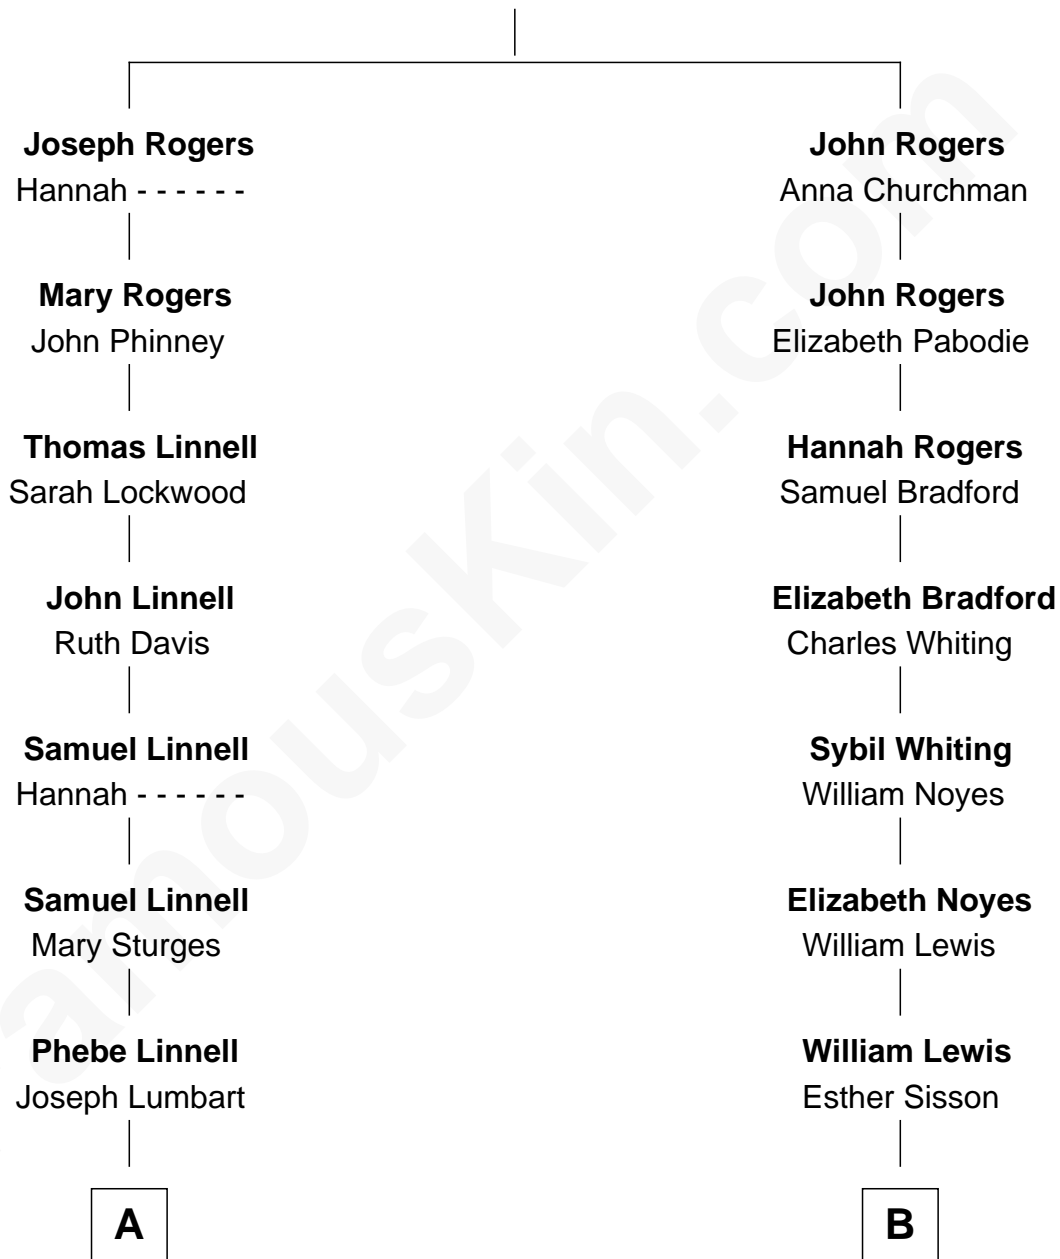 Joseph Rogers
Hannah - - - - - -
Mary Rogers
John Phinney
Thomas Linnell
Sarah Lockwood
John Linnell
Ruth Davis
Samuel Linnell
Hannah - - - - - -
Samuel Linnell
Mary Sturges
Phebe Linnell
Joseph Lumbart
A
John Rogers
Anna Churchman
John Rogers
Elizabeth Pabodie
Hannah Rogers
Samuel Bradford
Elizabeth Bradford
Charles Whiting
Sybil Whiting
William Noyes
Elizabeth Noyes
William Lewis
William Lewis
Esther Sisson
B
amousKin.com